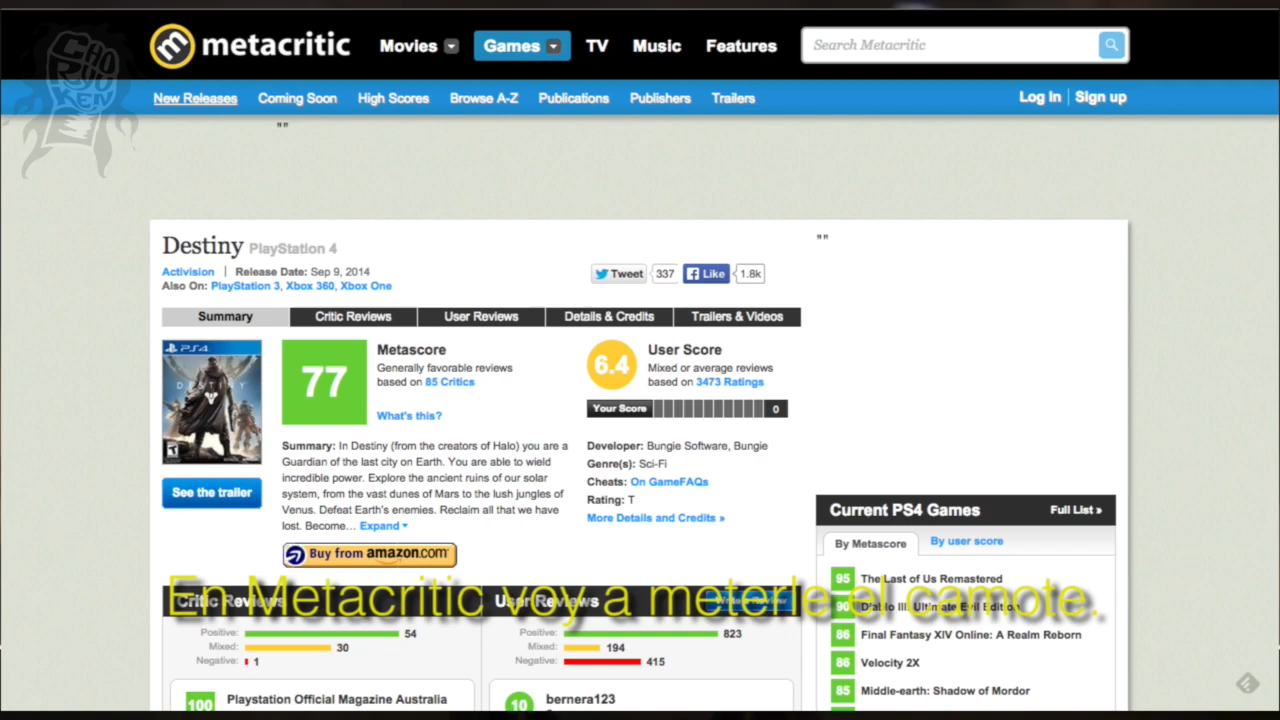 CHORYUKEN
metacritic
Movies Games TV Music Features
Search Metacritic
New Releases Coming Soon High Scores Browse A-Z Publications Publishers Trailers
Log In Sign up
""
Destiny PlayStation 4
""
Activision | Release Date: Sep 9, 2014
Also On: PlayStation 3, Xbox 360, Xbox One
Tweet 337 Like 1.8k
Summary Critic Reviews User Reviews Details & Credits Trailers & Videos
PS4
DESTINY
See the trailer
77
Metascore
Generally favorable reviews
based on 85 Critics
What's this?
6.4
User Score
Mixed or average reviews
based on 3473 Ratings
Your Score 0
Summary: In Destiny (from the creators of Halo) you are a
Guardian of the last city on Earth. You are able to wield
incredible power. Explore the ancient ruins of our solar
system, from the vast dunes of Mars to the lush jungles of
Venus. Defeat Earth's enemies. Reclaim all that we have
lost. Become... Expand
Buy from amazon.com
Developer: Bungie Software, Bungie
Genre(s): Sci-Fi
Cheats: On GameFAQs
Rating: T
More Details and Credits »
Current PS4 Games Full List »
By Metascore By user score
95 The Last of Us Remastered
90 Diablo III: Ultimate Evil Edition
86 Final Fantasy XIV Online: A Realm Reborn
86 Velocity 2X
85 Middle-earth: Shadow of Mordor
En Metacritic voy a meterle el camote.
Critic Reviews
Positive: 54
Mixed: 30
Negative: 1
100 Playstation Official Magazine Australia
User Reviews
Positive: 823
Mixed: 194
Negative: 415
10 bernera123